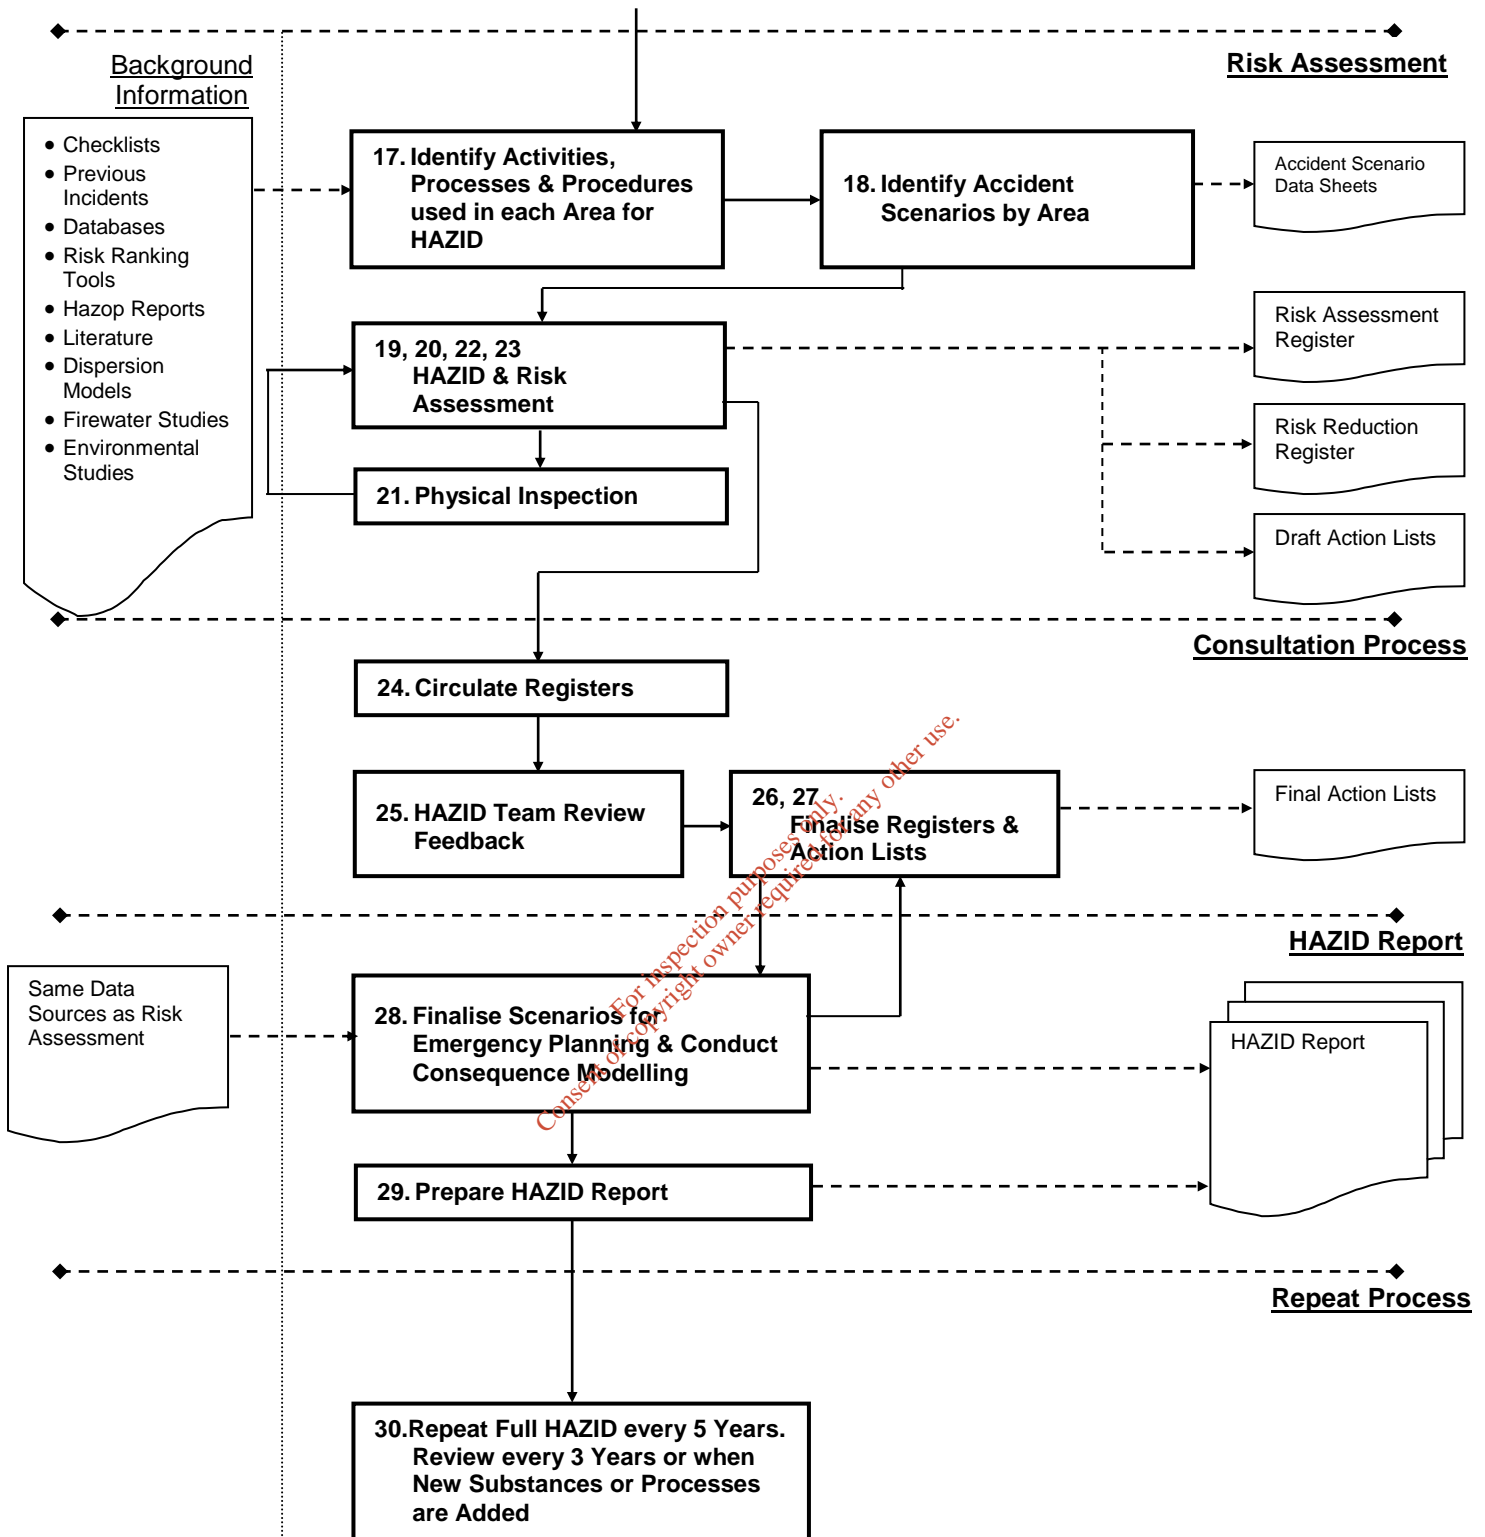 Risk Assessment
Background
Information
• Checklists
• Previous
Incidents
• Databases
• Risk Ranking
Tools
• Hazop Reports
• Literature
• Dispersion
Models
• Firewater Studies
• Environmental
Studies
17. Identify Activities,
Processes & Procedures
used in each Area for
HAZID
18. Identify Accident
Scenarios by Area
Accident Scenario
Data Sheets
19, 20, 22, 23
HAZID & Risk
Assessment
Risk Assessment
Register
Risk Reduction
Register
21. Physical Inspection
Draft Action Lists
Consultation Process
24. Circulate Registers
25. HAZID Team Review
Feedback
26, 27
Finalise Registers &
Action Lists
Final Action Lists
For inspection purposes only.
Consent of copyright owner required for any other use.
HAZID Report
Same Data
Sources as Risk
Assessment
28. Finalise Scenarios for
Emergency Planning & Conduct
Consequence Modelling
HAZID Report
29. Prepare HAZID Report
Repeat Process
30.Repeat Full HAZID every 5 Years.
Review every 3 Years or when
New Substances or Processes
are Added